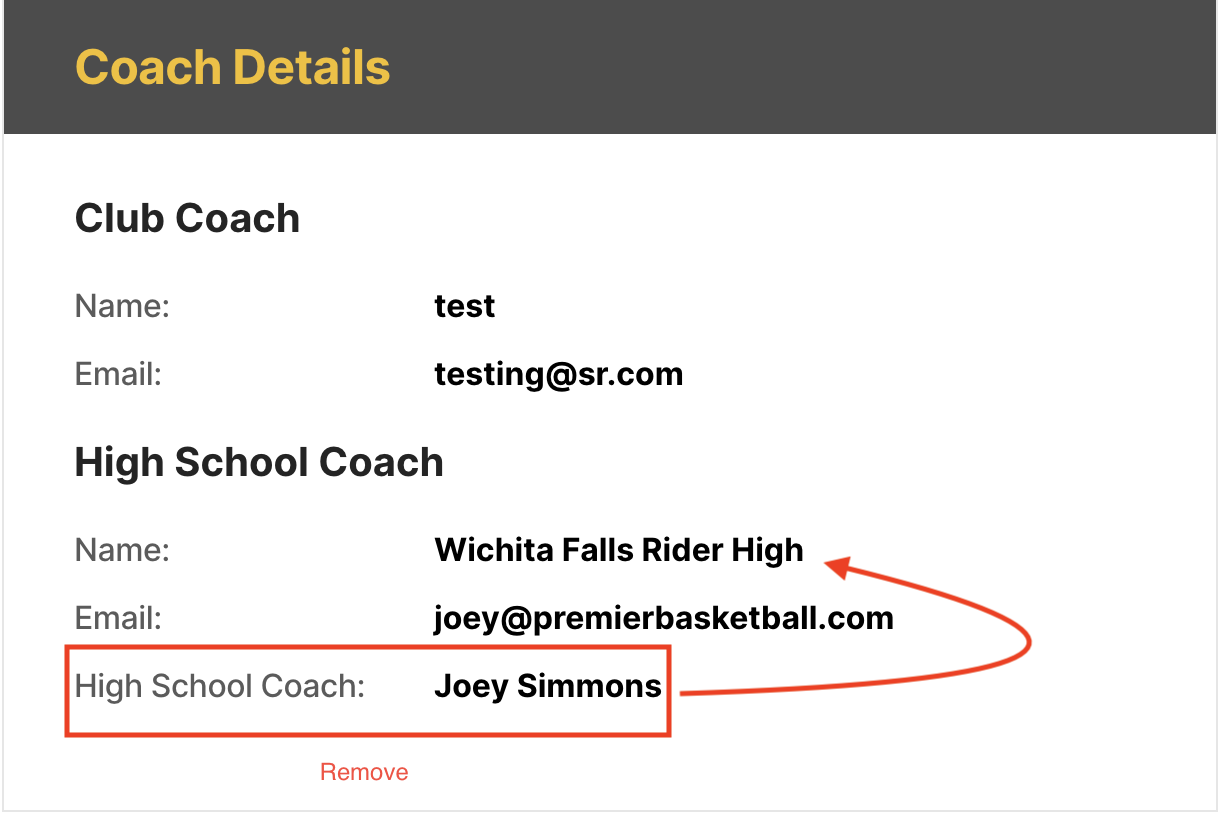 Coach Details
Club Coach
Name: test
Email: testing@sr.com
High School Coach
Name: Wichita Falls Rider High
Email: joey@premierbasketball.com
High School Coach: Joey Simmons
Remove